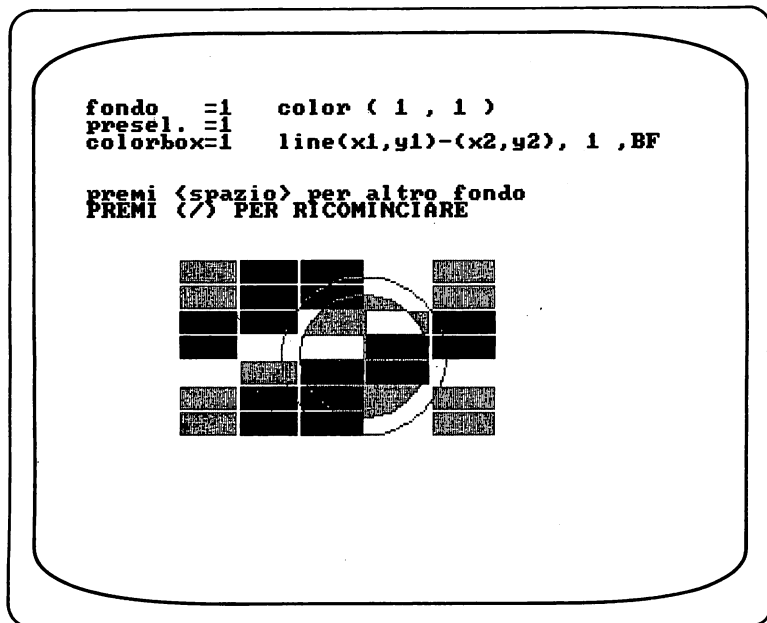 fondo   =1   color ( 1 , 1 )
presel. =1
colorbox=1   line(x1,y1)-(x2,y2), 1 ,BF
premi <spazio> per altro fondo
PREMI (/) PER RICOMINCIARE